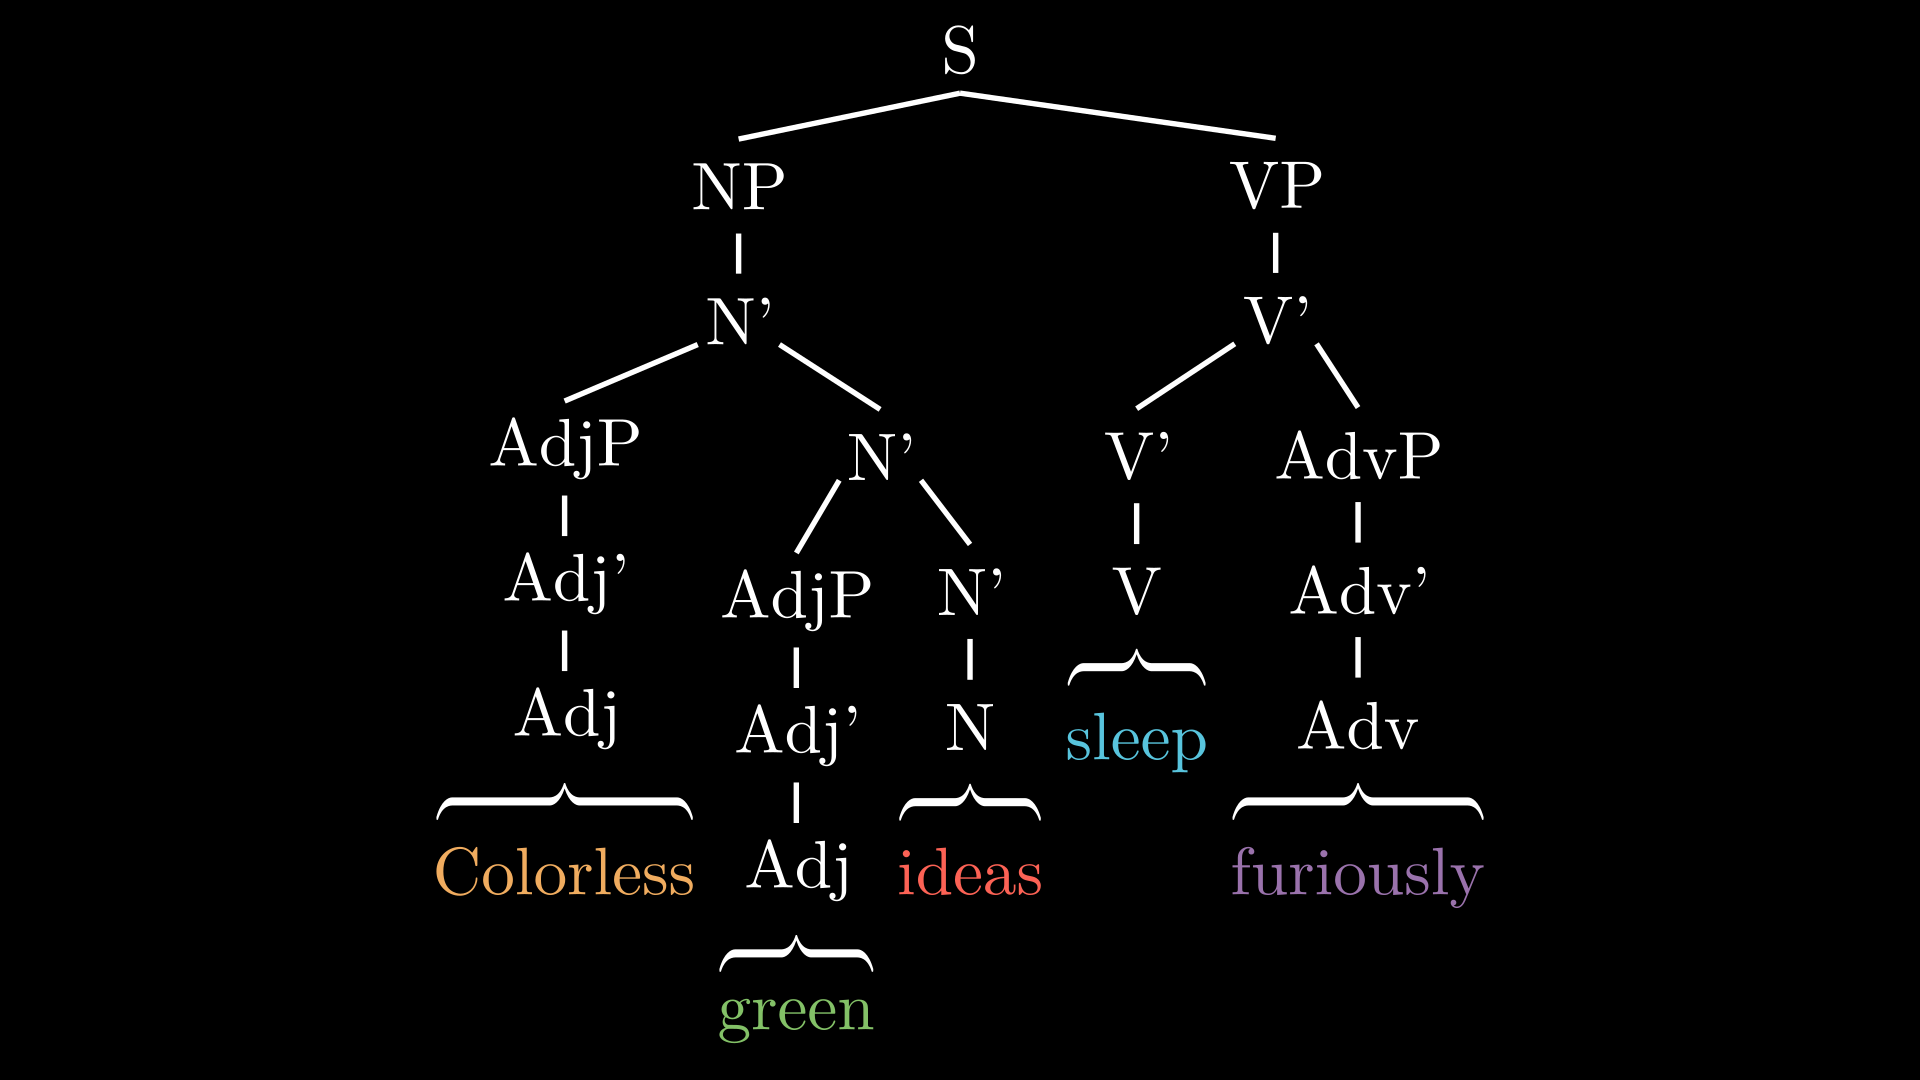 S
NP VP
N' V'
AdjP N' V' AdvP
Adj' AdjP N' V Adv'
Adj Adj' N sleep Adv
Colorless Adj ideas furiously
green